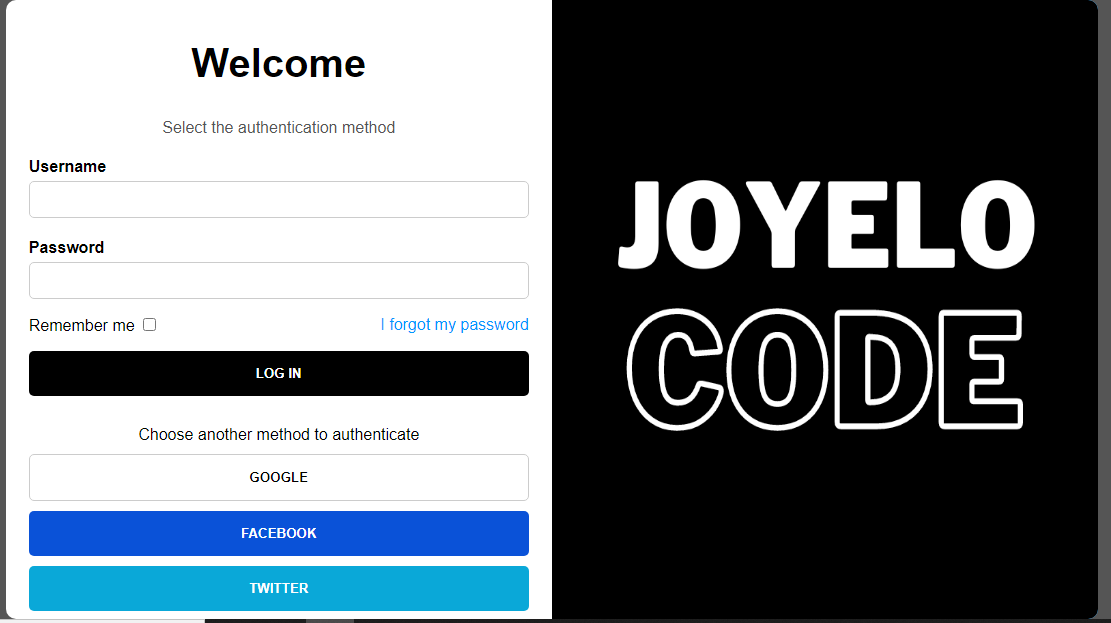 Welcome
Select the authentication method
Username
Password
Remember me
I forgot my password
LOG IN
Choose another method to authenticate
GOOGLE
FACEBOOK
TWITTER
JOYELO
CODE